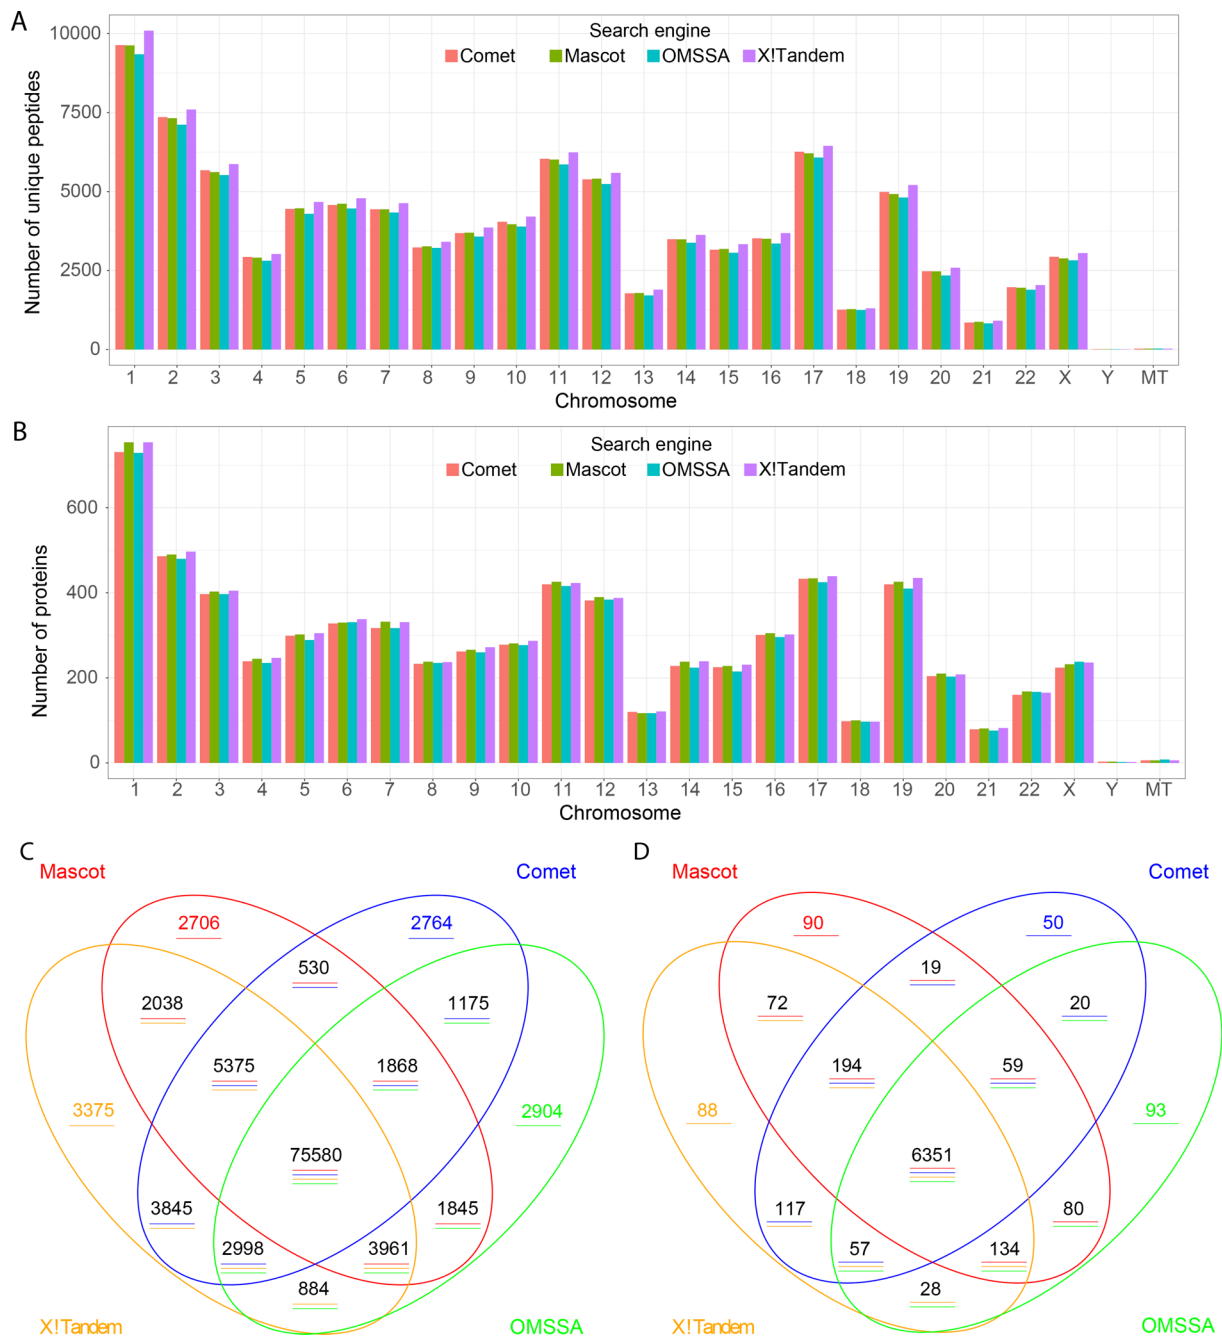 A
Search engine
Comet Mascot OMSSA X!Tandem
Number of unique peptides
10000
7500
5000
2500
0
1 2 3 4 5 6 7 8 9 10 11 12 13 14 15 16 17 18 19 20 21 22 X Y MT
Chromosome
B
Search engine
Comet Mascot OMSSA X!Tandem
Number of proteins
600
400
200
0
1 2 3 4 5 6 7 8 9 10 11 12 13 14 15 16 17 18 19 20 21 22 X Y MT
Chromosome
C
Mascot Comet
2706 2764
530
2038 1175
5375 1868
3375 2904
75580
3845 1845
2998 3961
884
X!Tandem OMSSA
D
Mascot Comet
90 50
19
72 20
194 59
88 93
6351
117 80
57 134
28
X!Tandem OMSSA